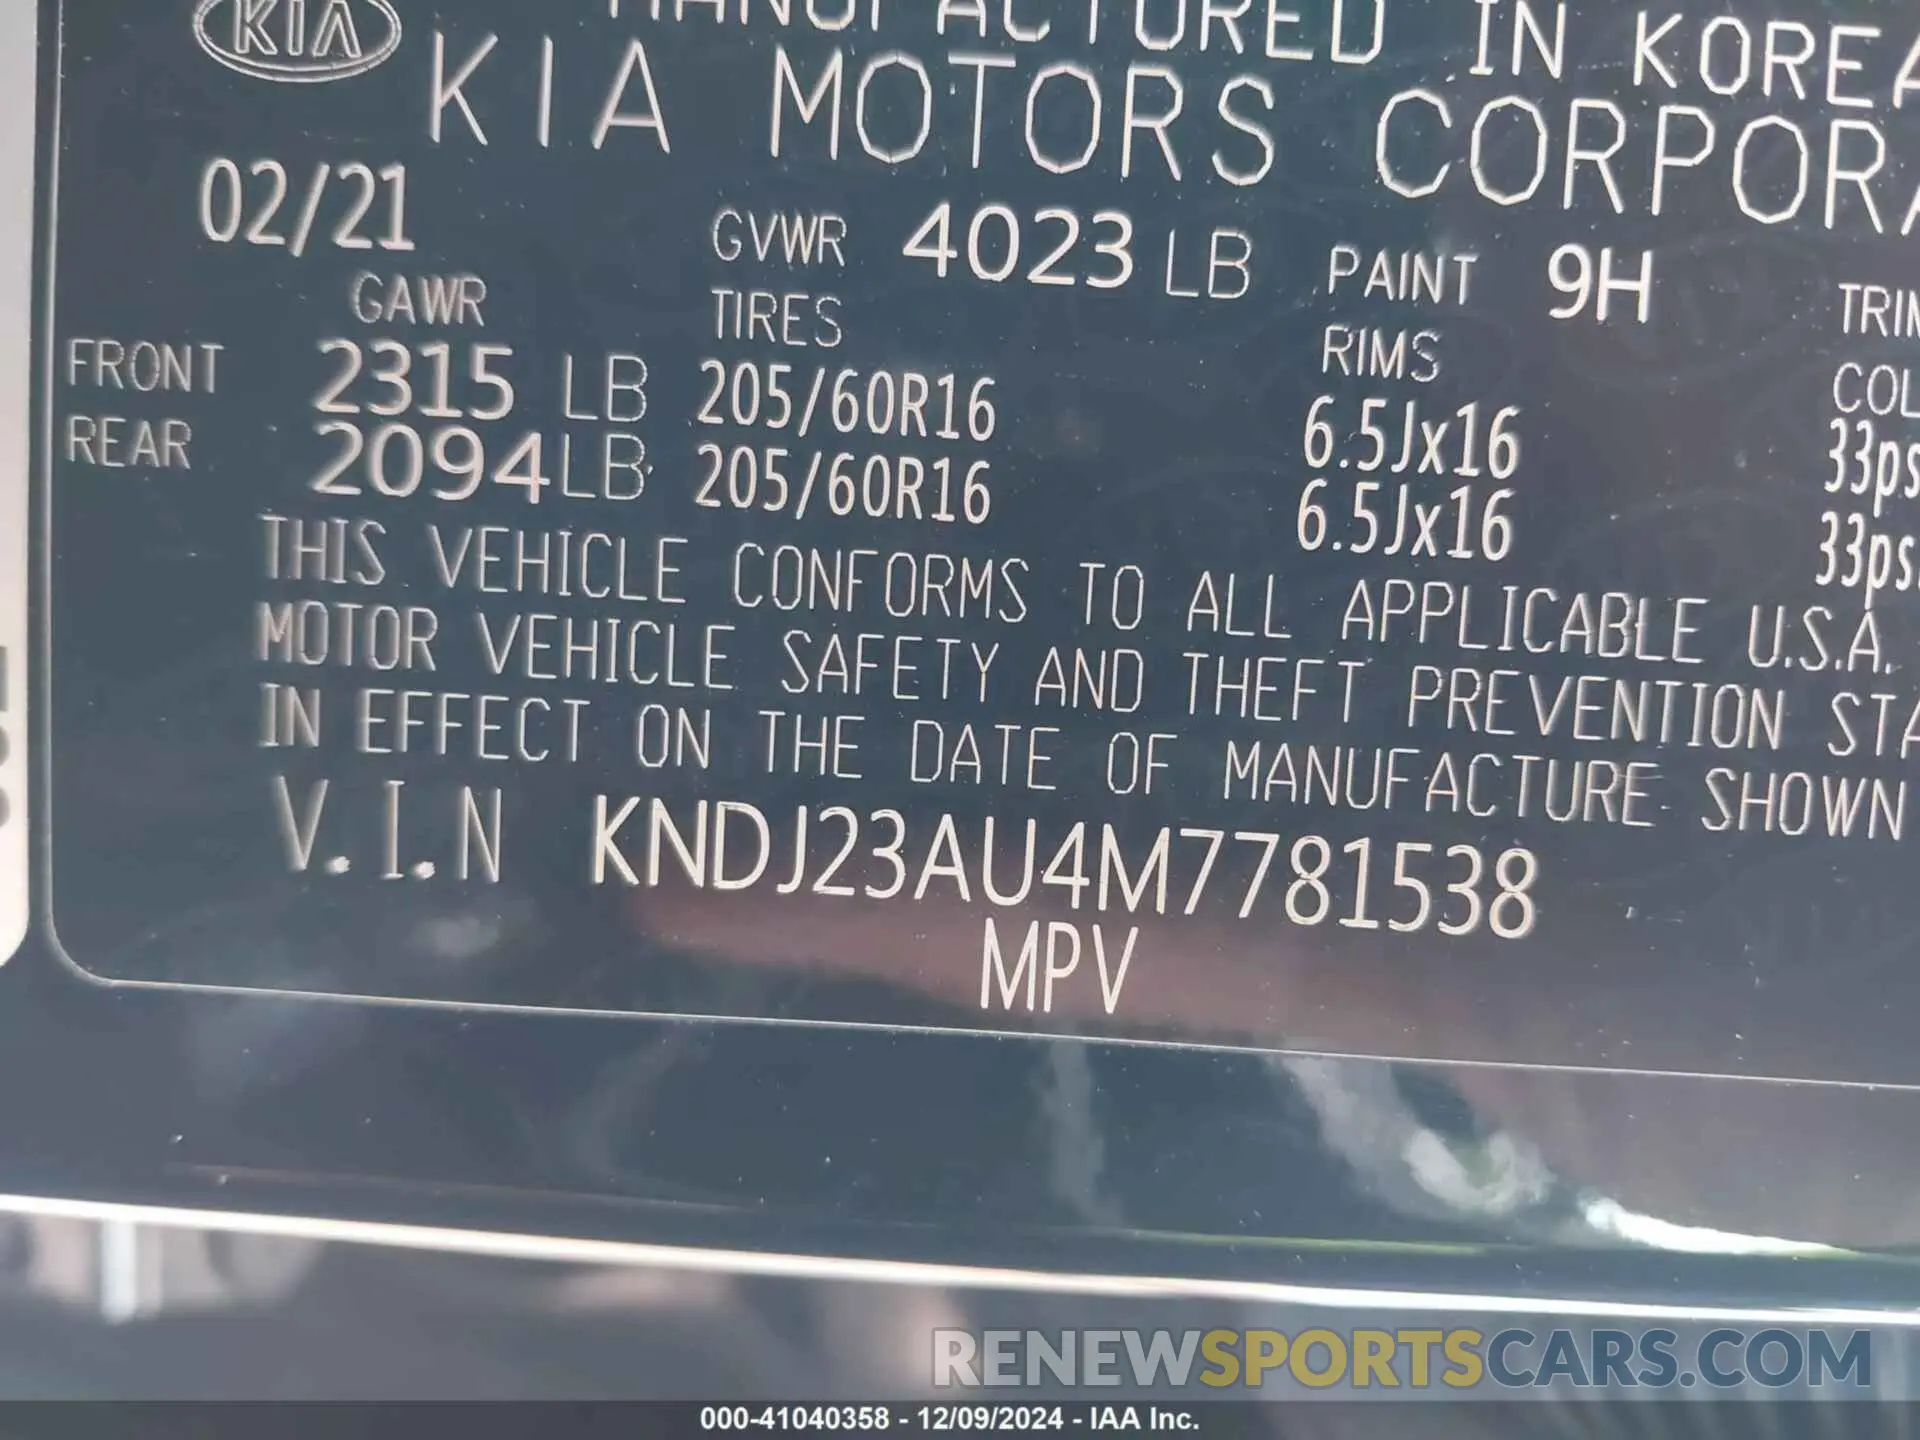 KIA
MANUFACTURED IN KOREA
KIA MOTORS CORPORA
02/21 GVWR 4023 LB PAINT 9H TRIM
GAWR TIRES RIMS COL
FRONT 2315 LB 205/60R16 6.5Jx16 33ps
REAR 2094LB 205/60R16 6.5Jx16 33psi
THIS VEHICLE CONFORMS TO ALL APPLICABLE U.S.A.
MOTOR VEHICLE SAFETY AND THEFT PREVENTION STA
IN EFFECT ON THE DATE OF MANUFACTURE SHOWN
V.I.N KNDJ23AU4M7781538
MPV
RENEWSPORTSCARS.COM
000-41040358 - 12/09/2024 - IAA Inc.